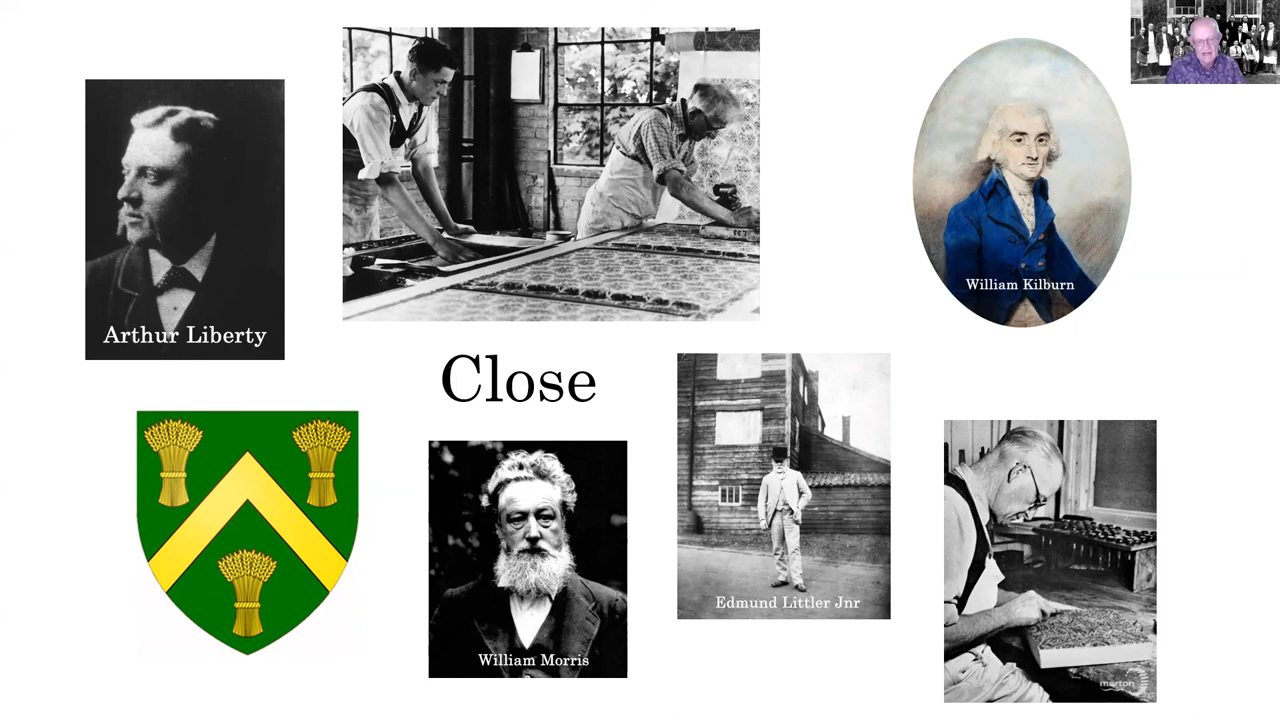 Arthur Liberty
William Kilburn
Close
William Morris
Edmund Littler Jnr
merton